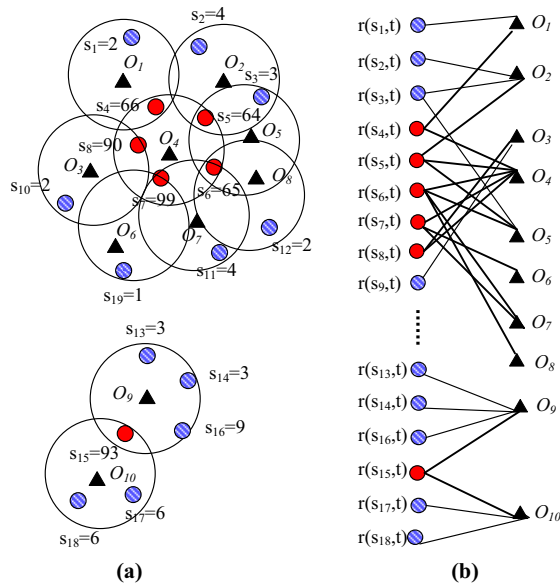 s1=2
s2=4
O1
O2
s3=3
s4=66
s5=64
O5
s8=90
O4
O3
O8
s10=2
s7=99
s6=65
O6
O7
s12=2
s11=4
s19=1
s13=3
s14=3
O9
s16=9
s15=93
O10
s17=6
s18=6
(a)
r(s1,t)
O1
r(s2,t)
O2
r(s3,t)
r(s4,t)
O3
r(s5,t)
O4
r(s6,t)
r(s7,t)
O5
r(s8,t)
r(s9,t)
O6
O7
O8
r(s13,t)
r(s14,t)
O9
r(s16,t)
r(s15,t)
r(s17,t)
O10
r(s18,t)
(b)